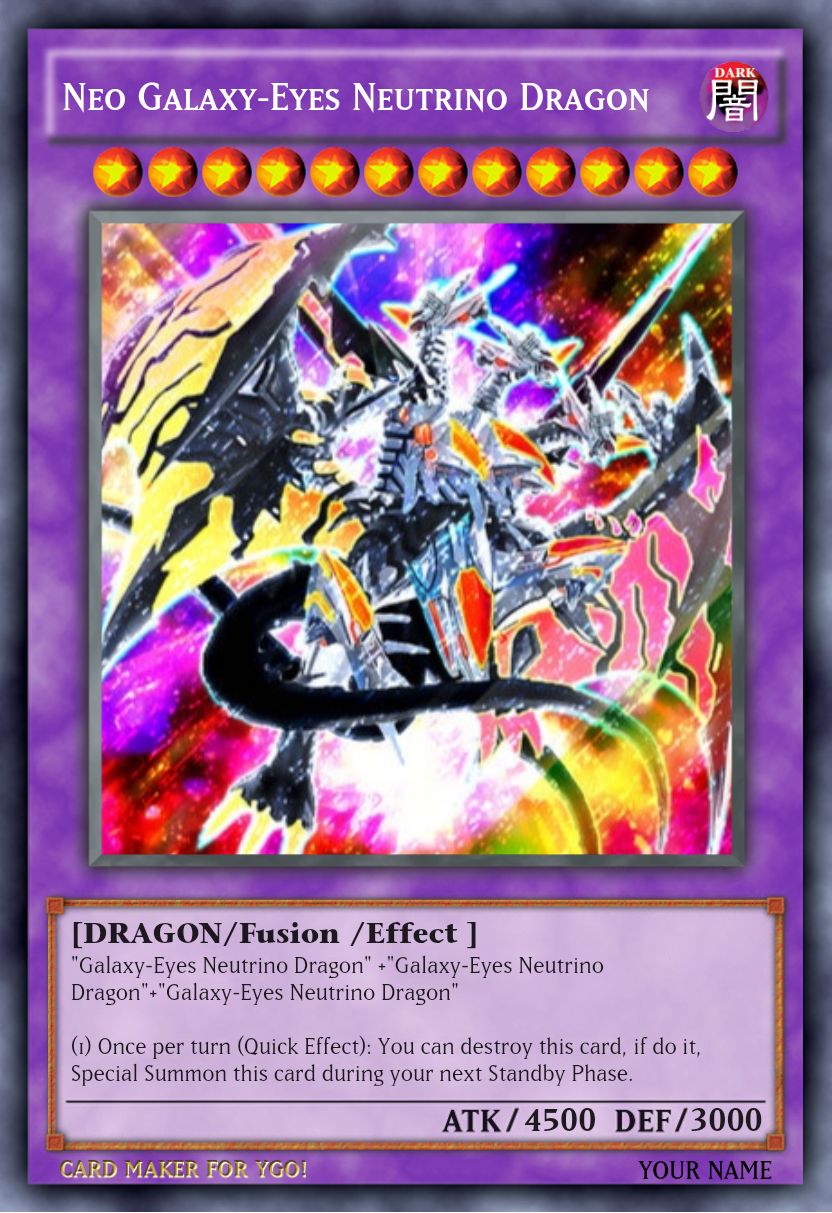 Neo Galaxy-Eyes Neutrino Dragon
DARK
闇
[DRAGON/Fusion /Effect ]
"Galaxy-Eyes Neutrino Dragon" +"Galaxy-Eyes Neutrino
Dragon"+"Galaxy-Eyes Neutrino Dragon"
(1) Once per turn (Quick Effect): You can destroy this card, if do it,
Special Summon this card during your next Standby Phase.
ATK/4500 DEF/3000
CARD MAKER FOR YGO!
YOUR NAME